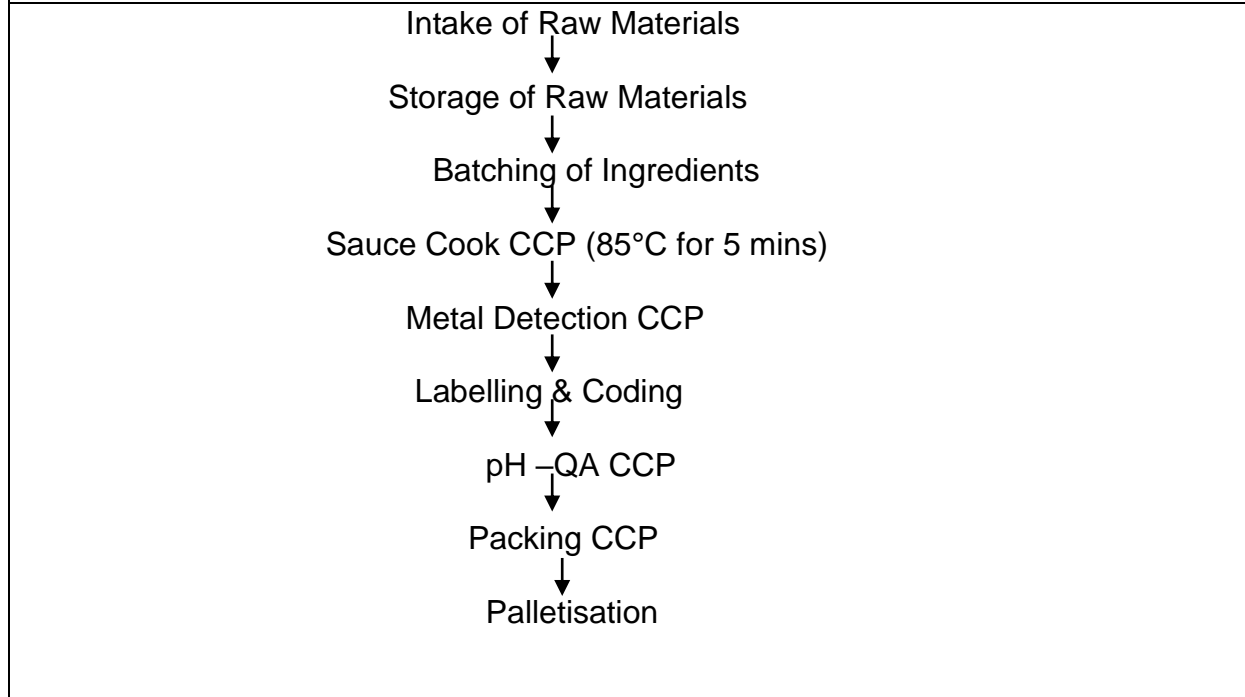 Intake of Raw Materials
Storage of Raw Materials
Batching of Ingredients
Sauce Cook CCP (85°C for 5 mins)
Metal Detection CCP
Labelling & Coding
pH –QA CCP
Packing CCP
Palletisation